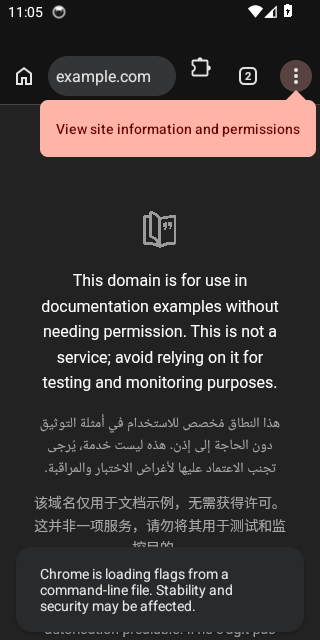 11:05
example.com
2
View site information and permissions
This domain is for use in
documentation examples without
needing permission. This is not a
service; avoid relying on it for
testing and monitoring purposes.
هذا النطاق مُخصص للاستخدام في أمثلة التوثيق
دون الحاجة إلى إذن. هذه ليست خدمة، يُرجى
تجنب الاعتماد عليها لأغراض الاختبار والمراقبة.
该域名仅用于文档示例，无需获得许可。
这并非一项服务，请勿将其用于测试和监
控目的
Chrome is loading flags from a
command-line file. Stability and
security may be affected.